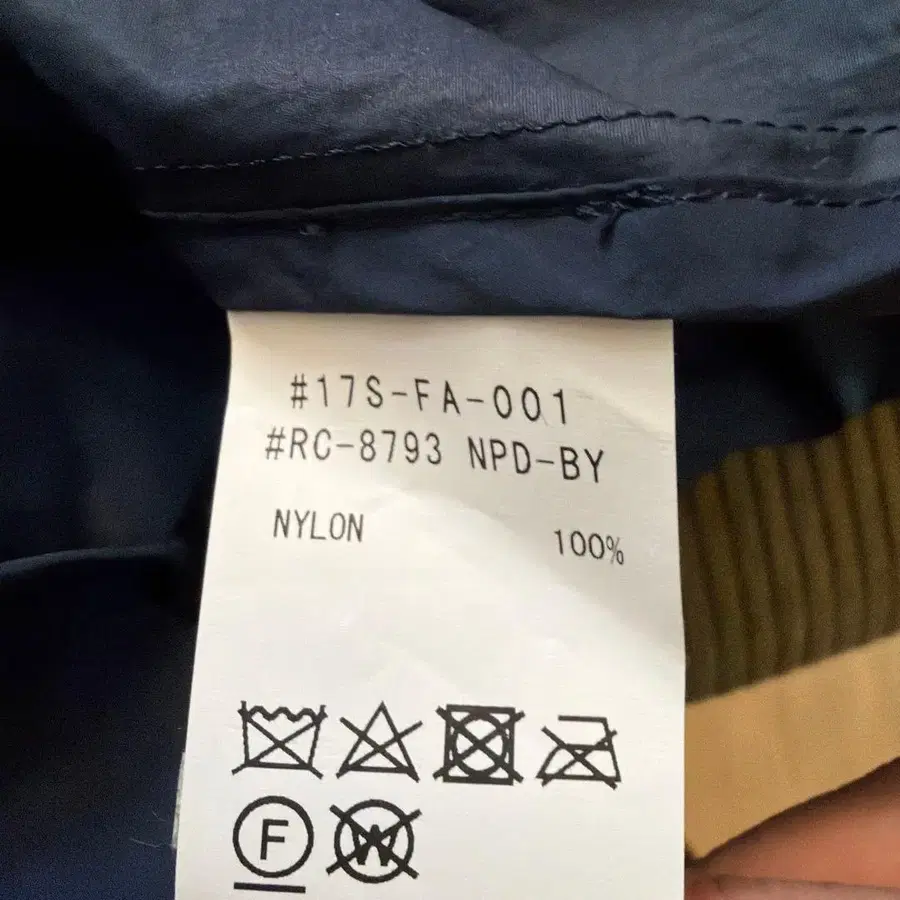 #17S-FA-001
#RC-8793 NPD-BY
NYLON 100%
F W